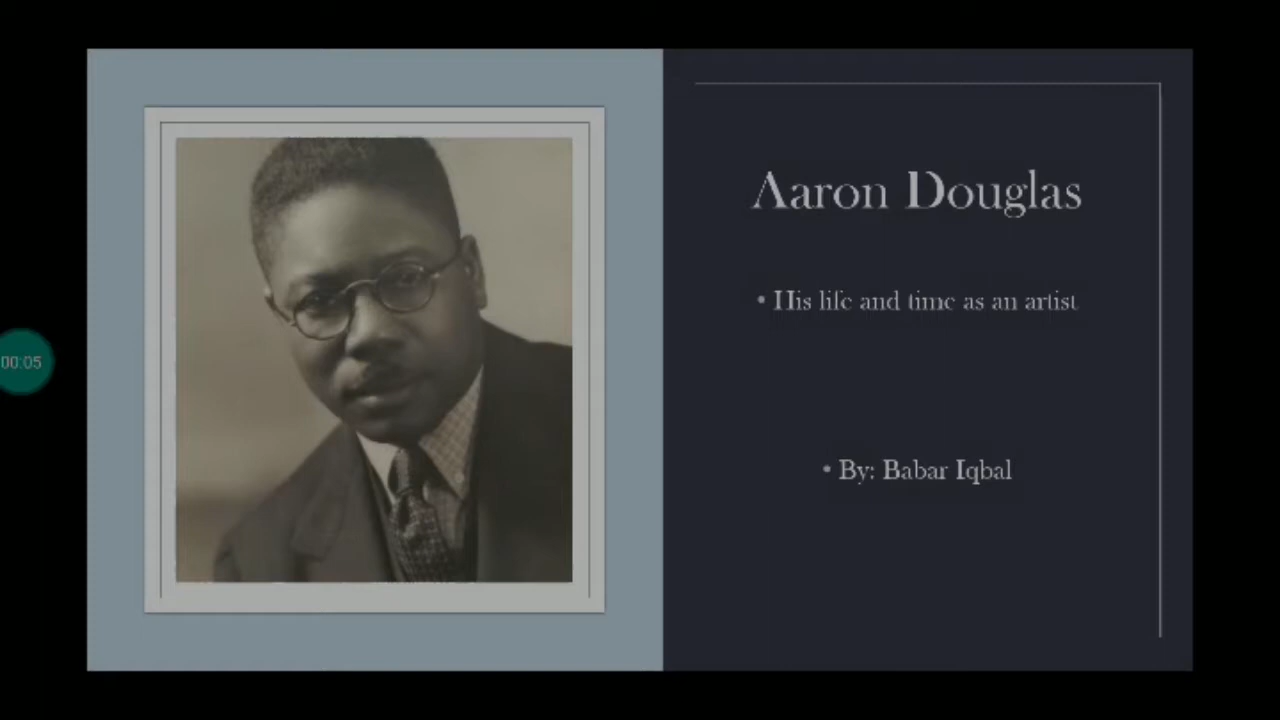 00:05
Aaron Douglas
• His life and time as an artist
• By: Babar Iqbal